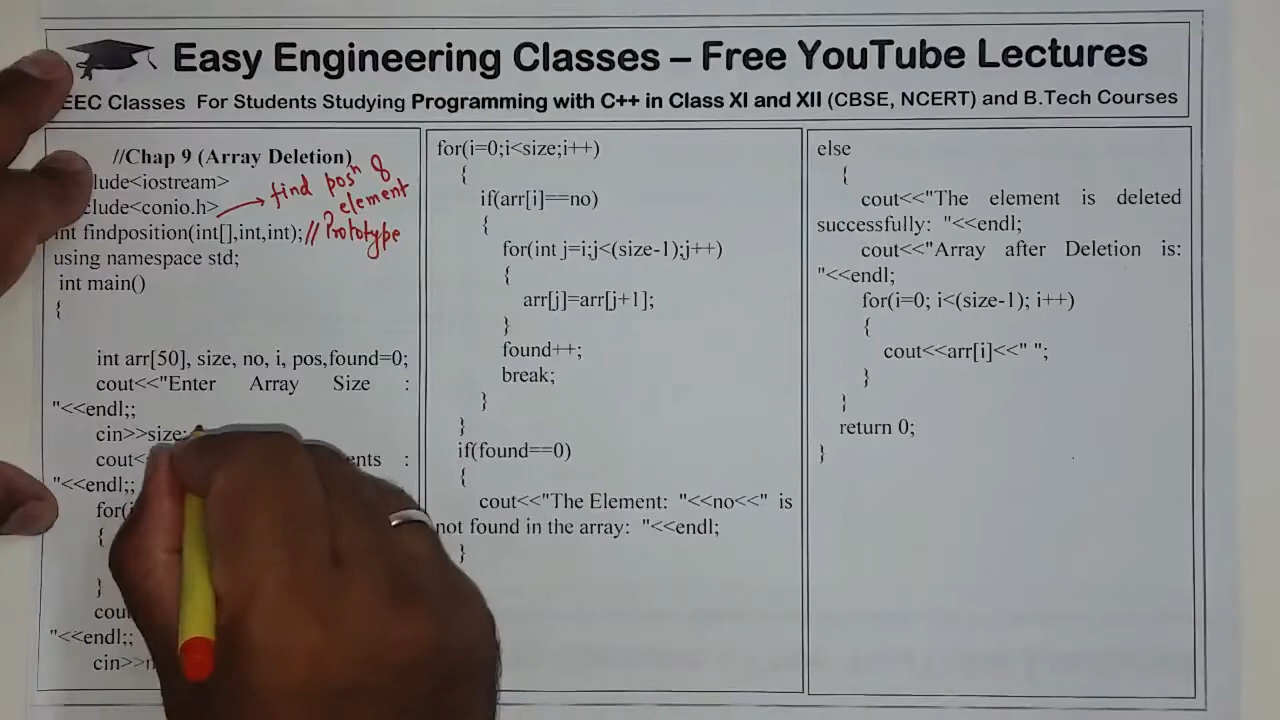 Easy Engineering Classes – Free YouTube Lectures
EEC Classes For Students Studying Programming with C++ in Class XI and XII (CBSE, NCERT) and B.Tech Courses
//Chap 9 (Array Deletion)
lude<iostream>
clude<conio.h>
find posn &
element
int findposition(int[],int,int); // Prototype
using namespace std;
int main()
{
int arr[50], size, no, i, pos,found=0;
cout<<"Enter Array Size :
"<<endl;;
cin>>size;
cout< ents :
"<<endl;;
for(i
{
}
cou
"<<endl;;
cin>>n
for(i=0;i<size;i++)
{
if(arr[i]==no)
{
for(int j=i;j<(size-1);j++)
{
arr[j]=arr[j+1];
}
found++;
break;
}
}
if(found==0)
{
cout<<"The Element: "<<no<<" is
not found in the array: "<<endl;
}
else
{
cout<<"The element is deleted
successfully: "<<endl;
cout<<"Array after Deletion is:
"<<endl;
for(i=0; i<(size-1); i++)
{
cout<<arr[i]<<" ";
}
}
return 0;
}